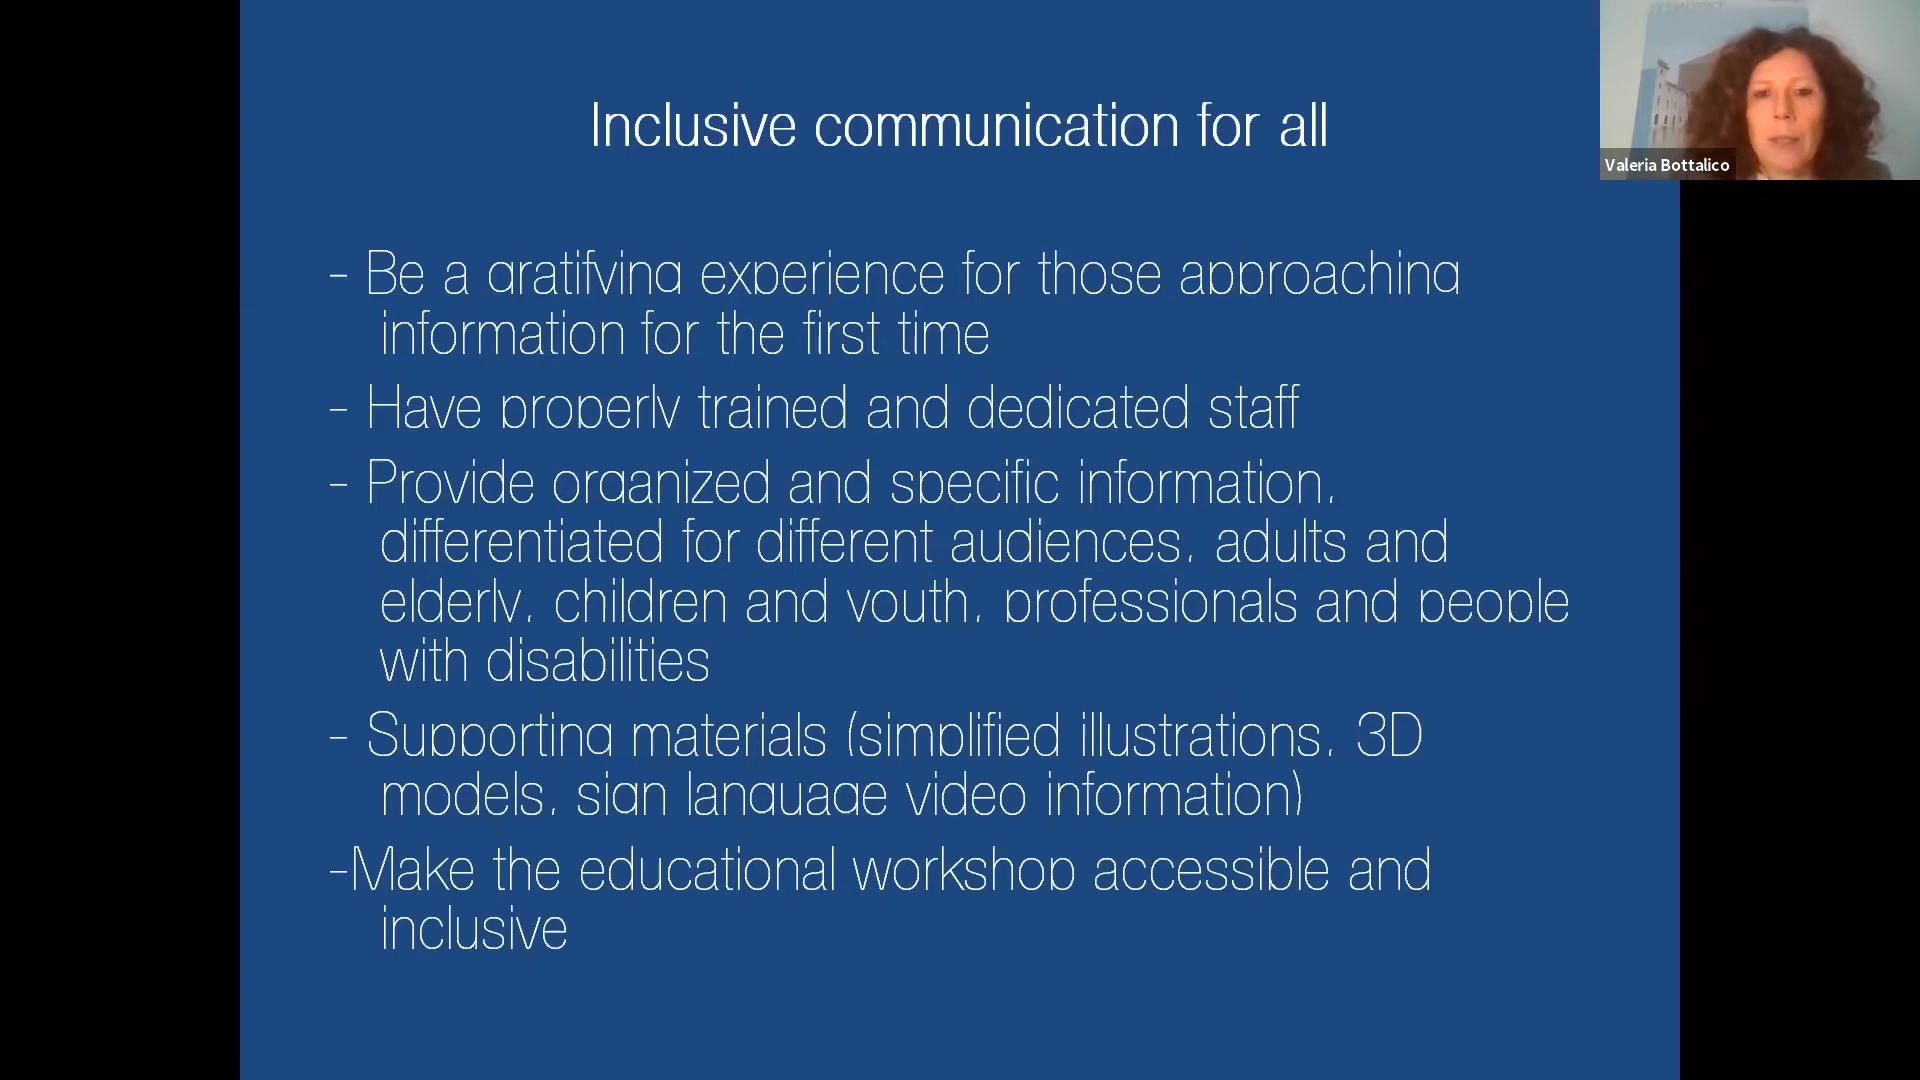 Inclusive communication for all
Valeria Bottalico
- Be a gratifying experience for those approaching
information for the first time
- Have properly trained and dedicated staff
- Provide organized and specific information,
differentiated for different audiences, adults and
elderly, children and youth, professionals and people
with disabilities
- Supporting materials (simplified illustrations, 3D
models, sign language video information)
-Make the educational workshop accessible and
inclusive